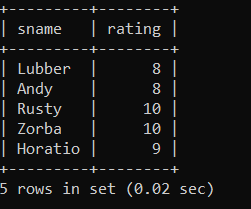 +---------+--------+
| sname   | rating |
+---------+--------+
| Lubber  |      8 |
| Andy    |      8 |
| Rusty   |     10 |
| Zorba   |     10 |
| Horatio |      9 |
+---------+--------+
5 rows in set (0.02 sec)